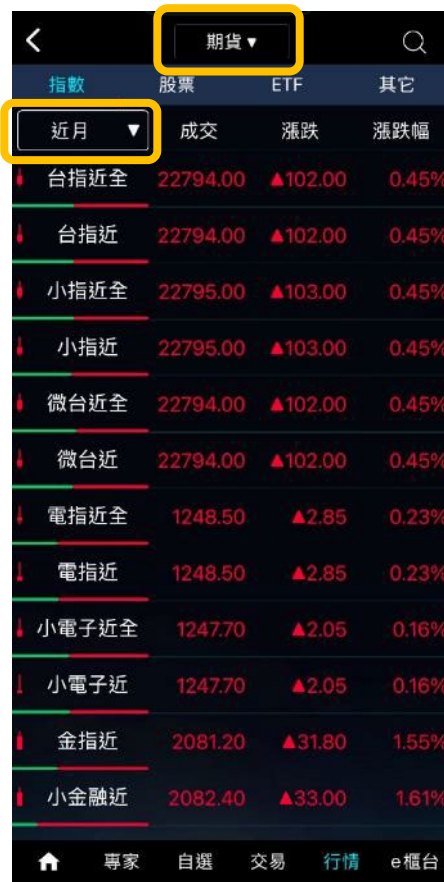 期貨▼
指數 股票 ETF 其它
近月 ▼ 成交 漲跌 漲跌幅
台指近全 22794.00 ▲102.00 0.45%
台指近 22794.00 ▲102.00 0.45%
小指近全 22795.00 ▲103.00 0.45%
小指近 22795.00 ▲103.00 0.45%
微台近全 22794.00 ▲102.00 0.45%
微台近 22794.00 ▲102.00 0.45%
電指近全 1248.50 ▲2.85 0.23%
電指近 1248.50 ▲2.85 0.23%
小電子近全 1247.70 ▲2.05 0.16%
小電子近 1247.70 ▲2.05 0.16%
金指近 2081.20 ▲31.80 1.55%
小金融近 2082.40 ▲33.00 1.61%
專家 自選 交易 行情 e櫃台